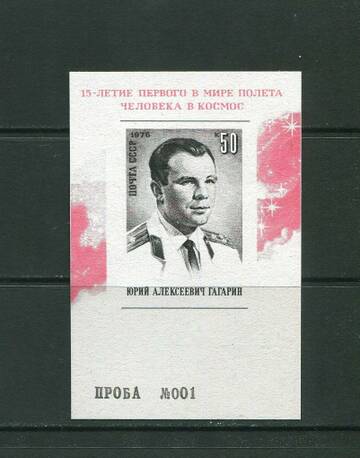 15-ЛЕТИЕ ПЕРВОГО В МИРЕ ПОЛЕТА
ЧЕЛОВЕКА В КОСМОС
1976
К 50
ПОЧТА СССР
ЮРИЙ АЛЕКСЕЕВИЧ ГАГАРИН
ПРОБА №001